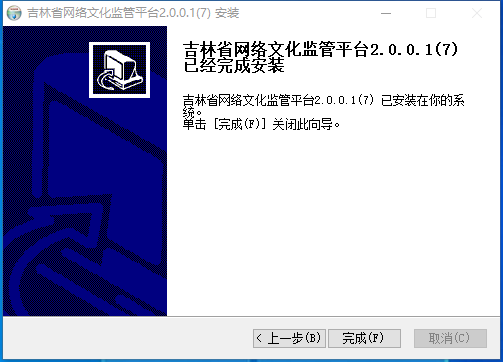 吉林省网络文化监管平台2.0.0.1(7) 安装
吉林省网络文化监管平台2.0.0.1(7)
已经完成安装
吉林省网络文化监管平台2.0.0.1(7) 已安装在你的系
统。
单击 [完成(F)] 关闭此向导。
< 上一步(B)
完成(F)
取消(C)